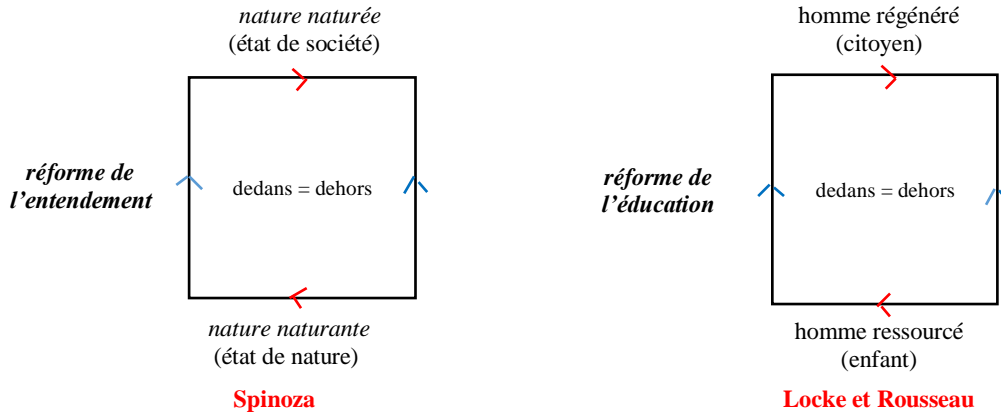 nature naturée
(état de société)
réforme de
l'entendement
dedans = dehors
nature naturante
(état de nature)
Spinoza
homme régénéré
(citoyen)
réforme de
l'éducation
dedans = dehors
homme ressourcé
(enfant)
Locke et Rousseau